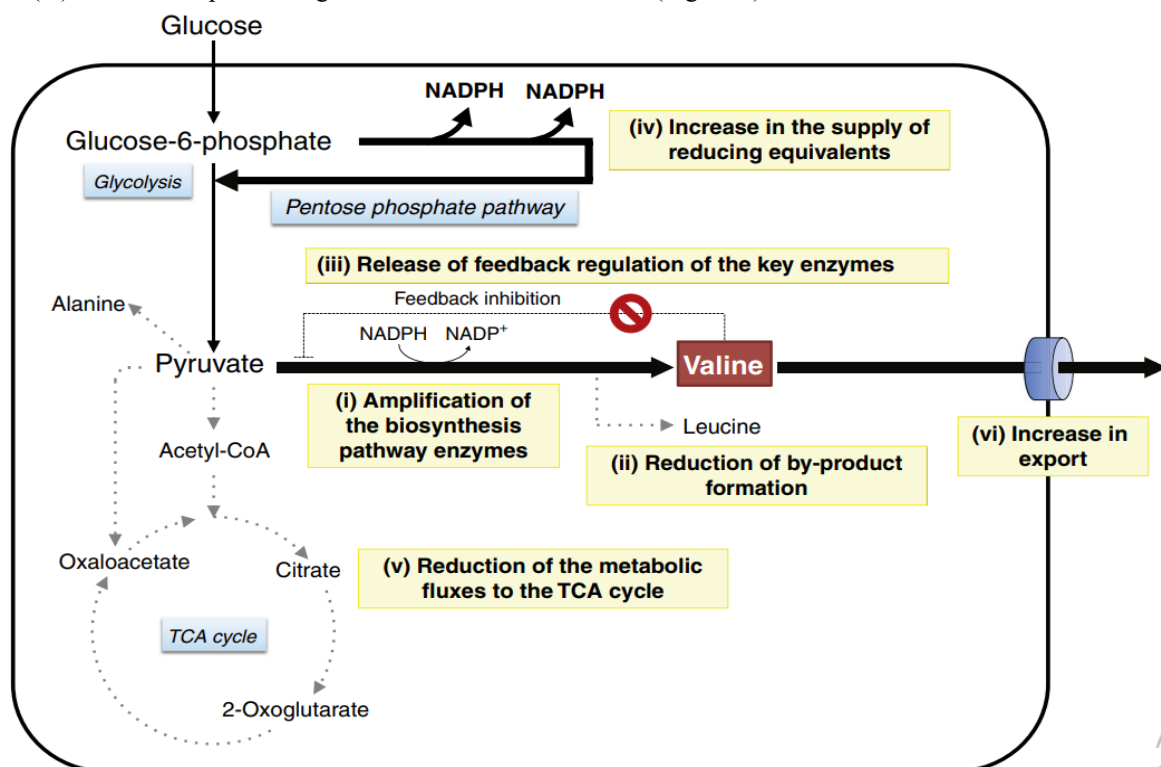 Glucose
NADPH NADPH
Glucose-6-phosphate
(iv) Increase in the supply of
reducing equivalents
Glycolysis
Pentose phosphate pathway
(iii) Release of feedback regulation of the key enzymes
Alanine
Feedback inhibition
NADPH NADP+
Pyruvate
Valine
(i) Amplification of
the biosynthesis
pathway enzymes
Leucine
(vi) Increase in
export
Acetyl-CoA
(ii) Reduction of by-product
formation
Oxaloacetate
Citrate
(v) Reduction of the metabolic
fluxes to the TCA cycle
TCA cycle
2-Oxoglutarate